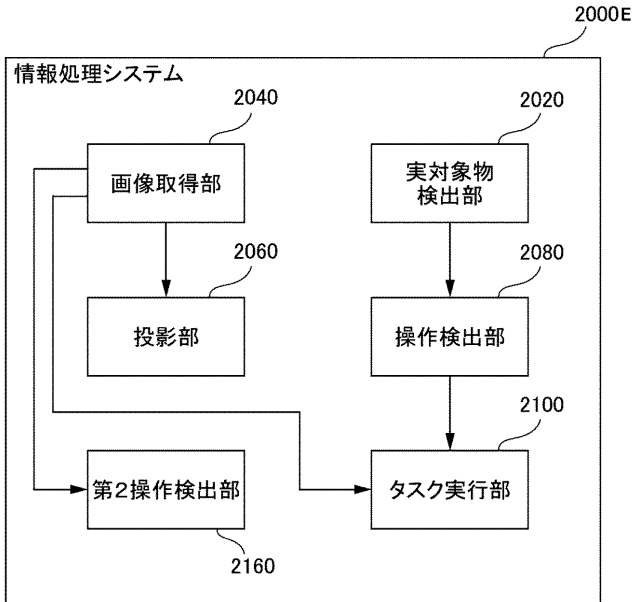 2000E
情報処理システム
2040
2020
画像取得部
実対象物
検出部
2060
2080
投影部
操作検出部
2100
第2操作検出部
タスク実行部
2160